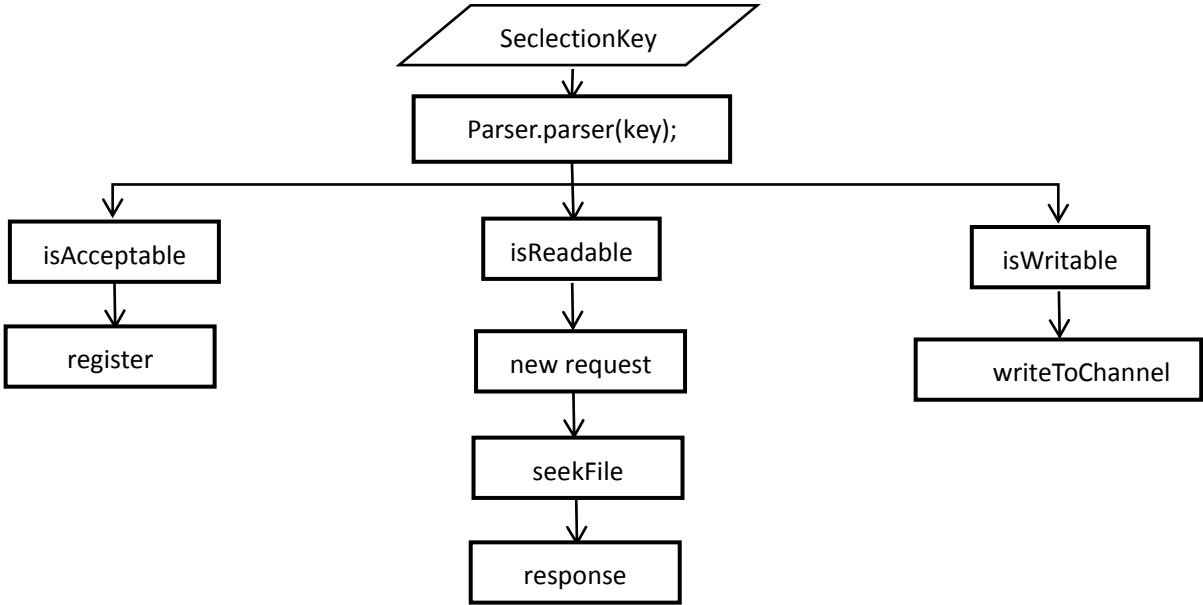 SeclectionKey
Parser.parser(key);
isAcceptable
isReadable
isWritable
register
new request
writeToChannel
seekFile
response